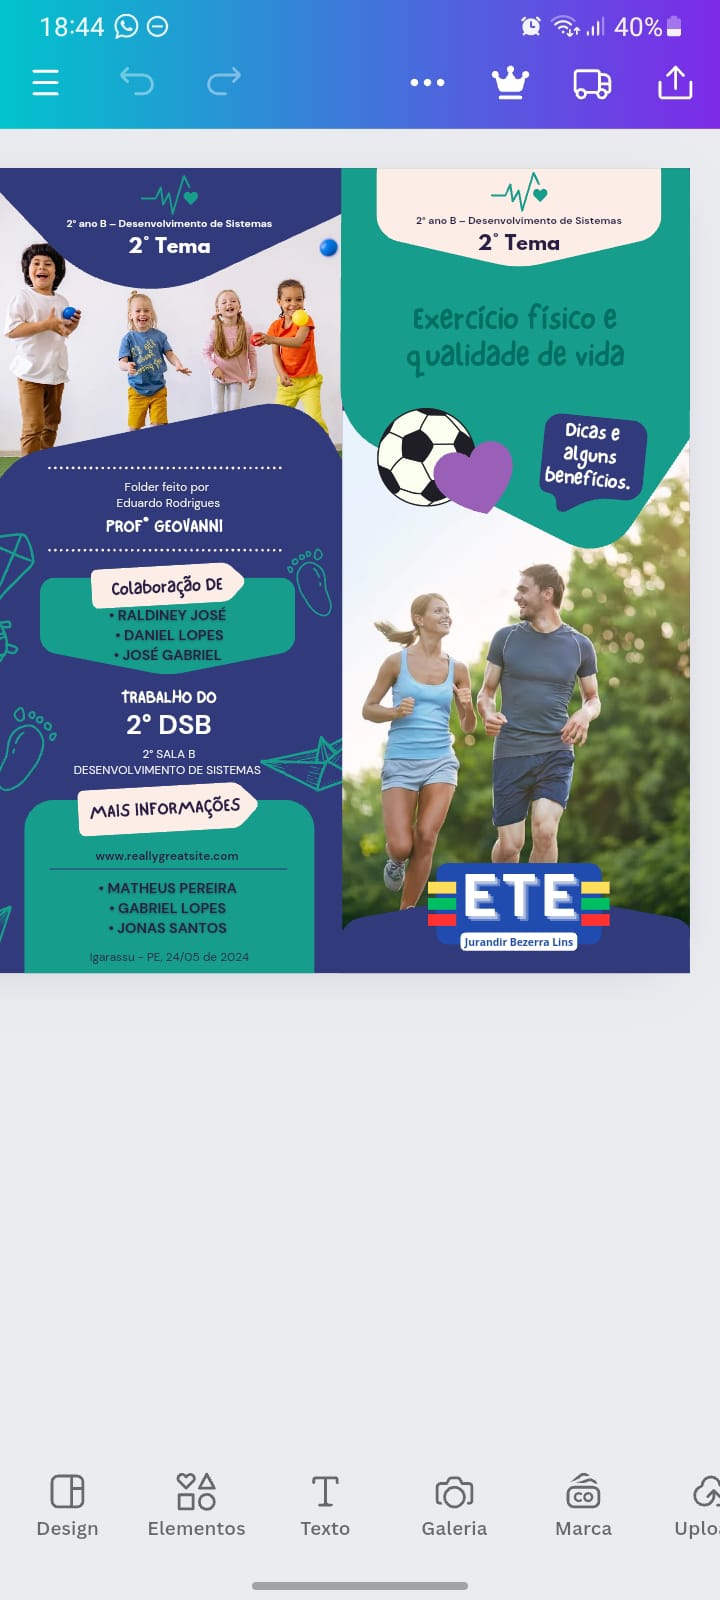 18:44
40%
2° ano B – Desenvolvimento de Sistemas
2° Tema
Folder feito por
Eduardo Rodrigues
PROF° GEOVANNI
Colaboração DE
• RALDINEY JOSÉ
• DANIEL LOPES
• JOSÉ GABRIEL
TRABALHO DO
2° DSB
2° SALA B
DESENVOLVIMENTO DE SISTEMAS
MAIS INFORMAÇÕES
www.reallygreatsite.com
• MATHEUS PEREIRA
• GABRIEL LOPES
• JONAS SANTOS
Igarassu - PE, 24/05 de 2024
2° ano B – Desenvolvimento de Sistemas
2° Tema
Exercício físico e
qualidade de vida
Dicas e
alguns
benefícios.
ETE
Jurandir Bezerra Lins
Design
Elementos
Texto
Galeria
CO
Marca
Uplo